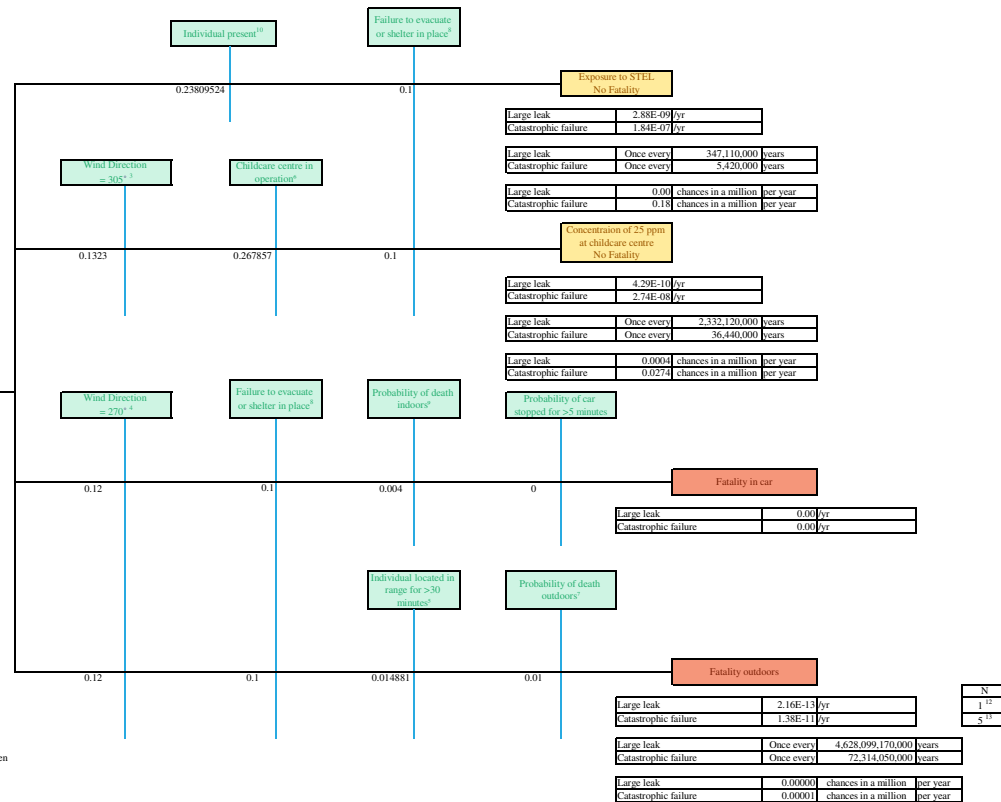 Individual present¹⁰
Failure to evacuate
or shelter in place⁸
0.23809524
0.1
Exposure to STEL
No Fatality
Large leak 2.88E-09 /yr
Catastrophic failure 1.84E-07 /yr
Large leak Once every 347,110,000 years
Catastrophic failure Once every 5,420,000 years
Large leak 0.00 chances in a million per year
Catastrophic failure 0.18 chances in a million per year
Wind Direction
= 305° ³
Childcare centre in
operation⁶
0.1323
0.267857
0.1
Concentraion of 25 ppm
at childcare centre
No Fatality
Large leak 4.29E-10 /yr
Catastrophic failure 2.74E-08 /yr
Large leak Once every 2,332,120,000 years
Catastrophic failure Once every 36,440,000 years
Large leak 0.0004 chances in a million per year
Catastrophic failure 0.0274 chances in a million per year
Wind Direction
= 270° ⁴
Failure to evacuate
or shelter in place⁸
Probability of death
indoors⁹
Probability of car
stopped for >5 minutes
0.12
0.1
0.004
0
Fatality in car
Large leak 0.00 /yr
Catastrophic failure 0.00 /yr
Individual located in
range for >30
minutes⁵
Probability of death
outdoors⁷
0.12
0.1
0.014881
0.01
Fatality outdoors
Large leak 2.16E-13 /yr
Catastrophic failure 1.38E-11 /yr
N
1 ¹²
5 ¹³
Large leak Once every 4,628,099,170,000 years
Catastrophic failure Once every 72,314,050,000 years
en
Large leak 0.00000 chances in a million per year
Catastrophic failure 0.00001 chances in a million per year